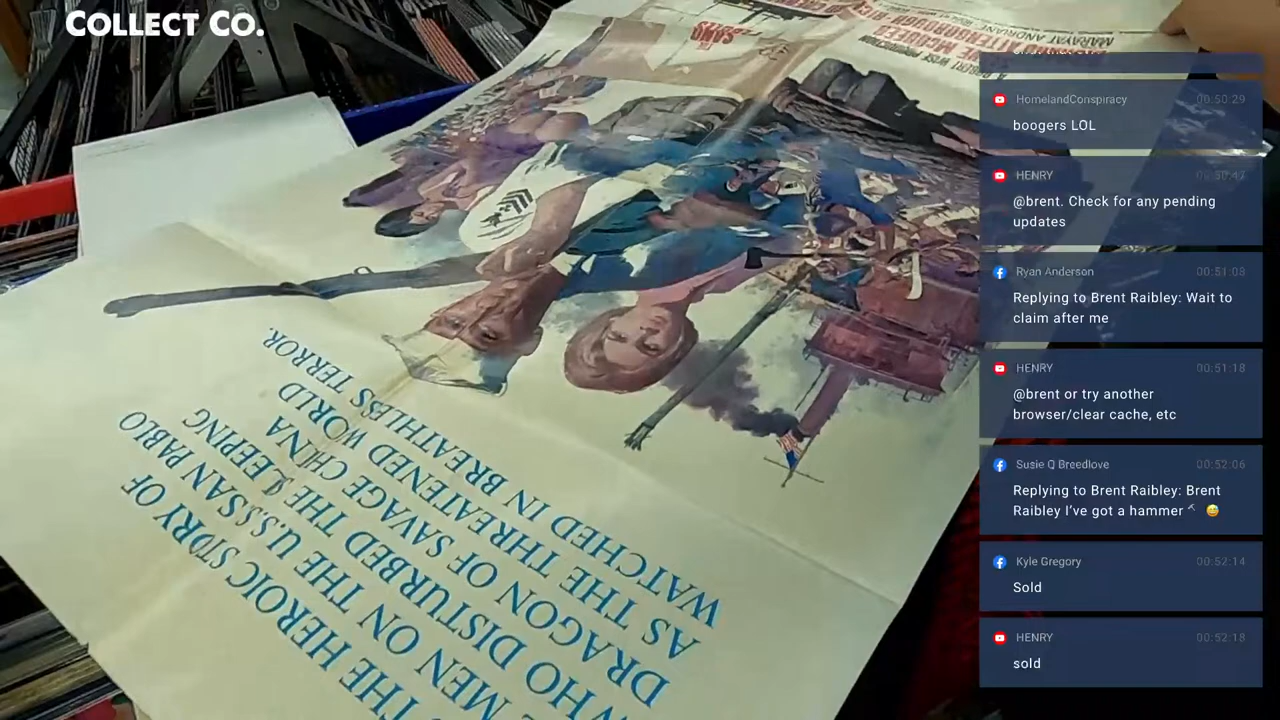 COLLECT CO.
THE HEROIC STORY OF
MEN ON THE U.S.S. SAN PABLO
WHO DISTURBED THE SLEEPING
DRAGON OF SAVAGE CHINA
AS THE THREATENED WORLD
WATCHED IN BREATHLESS TERROR.
HomelandConspiracy 00:50:29
boogers LOL
HENRY
@brent. Check for any pending
updates
Ryan Anderson 00:51:08
Replying to Brent Raibley: Wait to
claim after me
HENRY 00:51:18
@brent or try another
browser/clear cache, etc
Susie Q Breedlove 00:52:06
Replying to Brent Raibley: Brent
Raibley I've got a hammer🔨 😅
Kyle Gregory 00:52:14
Sold
HENRY 00:52:18
sold